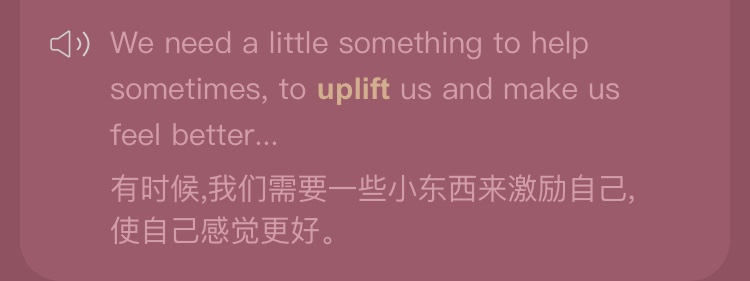 We need a little something to help
sometimes, to uplift us and make us
feel better...
有时候,我们需要一些小东西来激励自己,
使自己感觉更好。